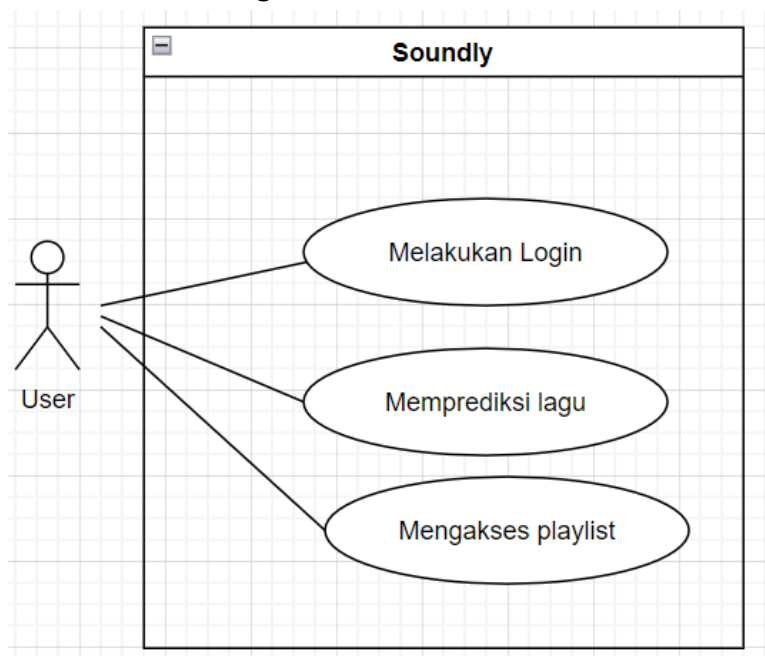 Soundly
Melakukan Login
User
Memprediksi lagu
Mengakses playlist